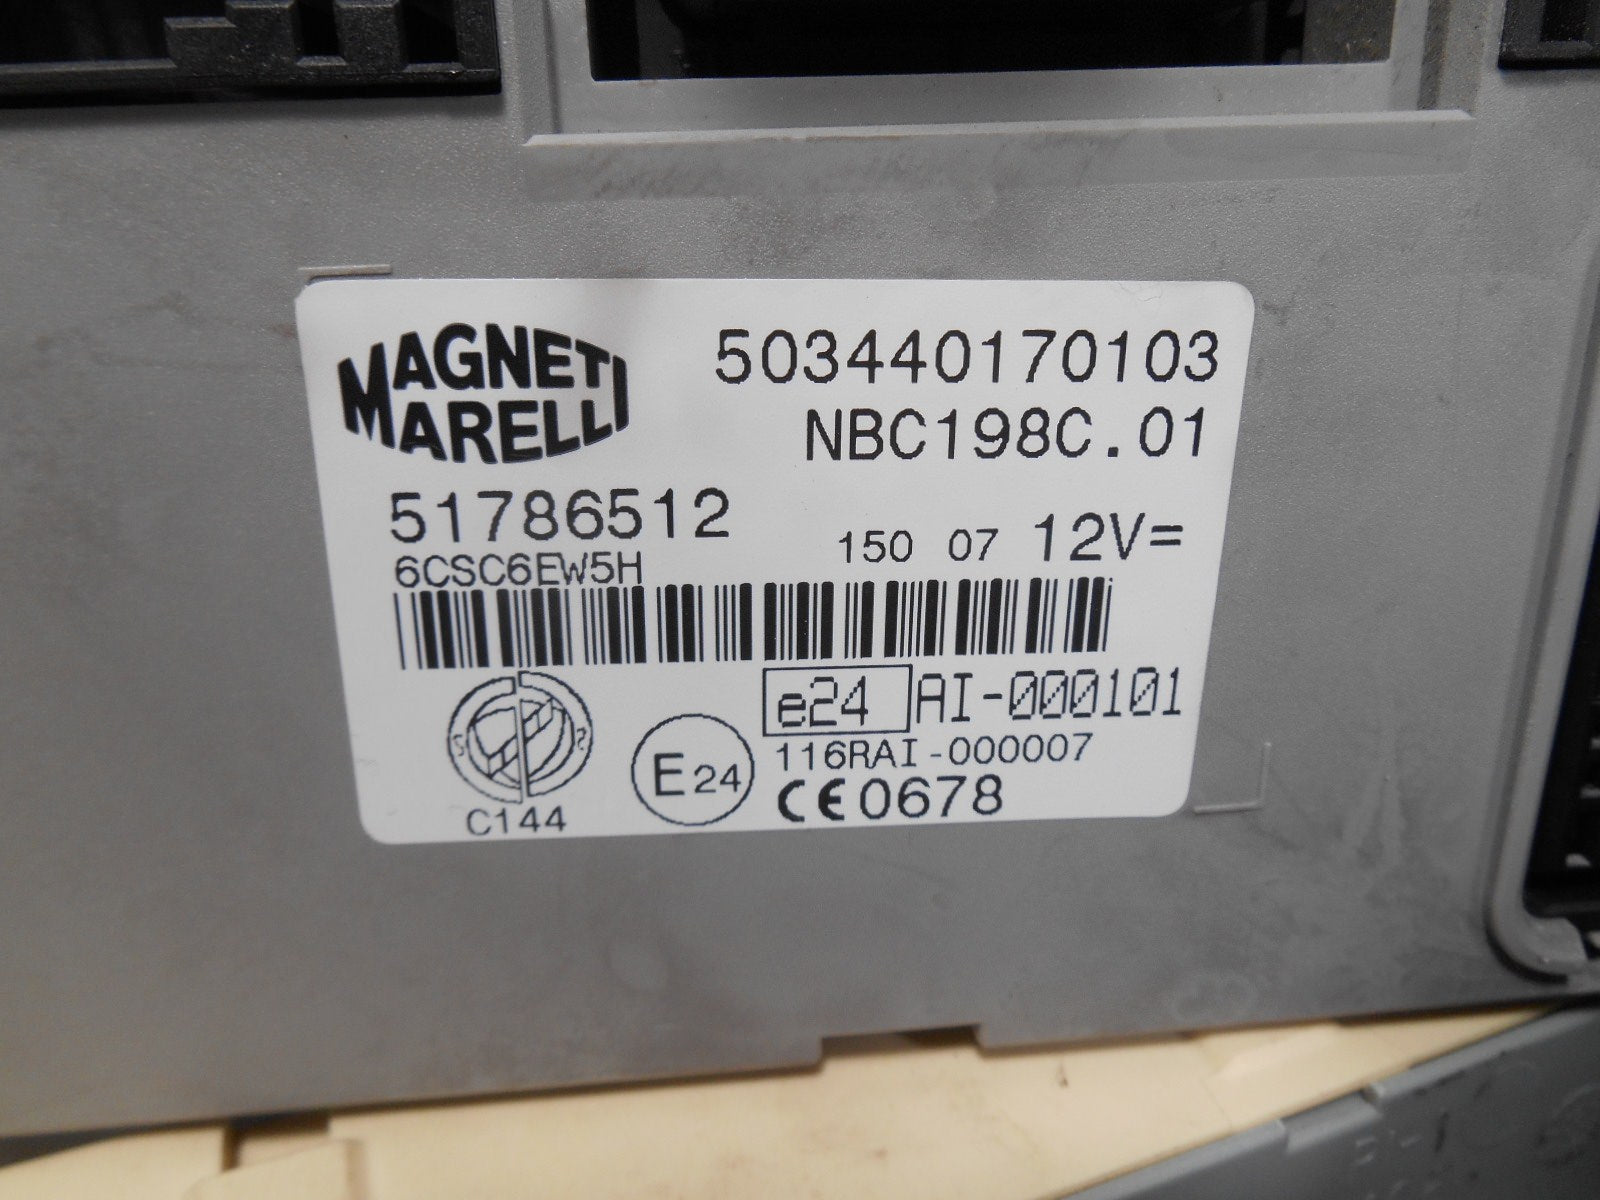 MAGNETI
MARELLI
503440170103
NBC198C.01
51786512
150 07 12V=
6CSC6EW5H
e24 AI-000101
116RAI-000007
E24
CE0678
C144